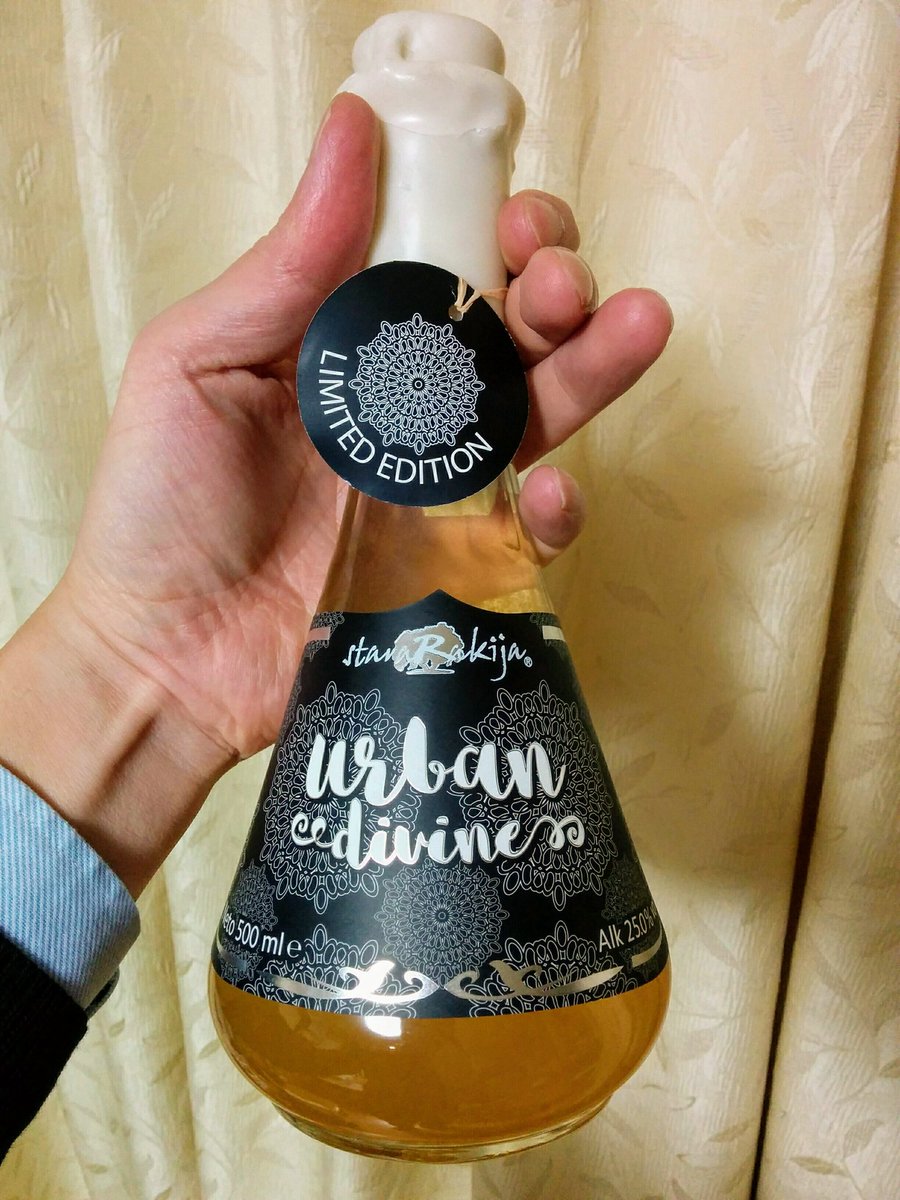 LIMITED EDITION
staraRakija®
urban
divine
500 ml e
Alk 25.0%